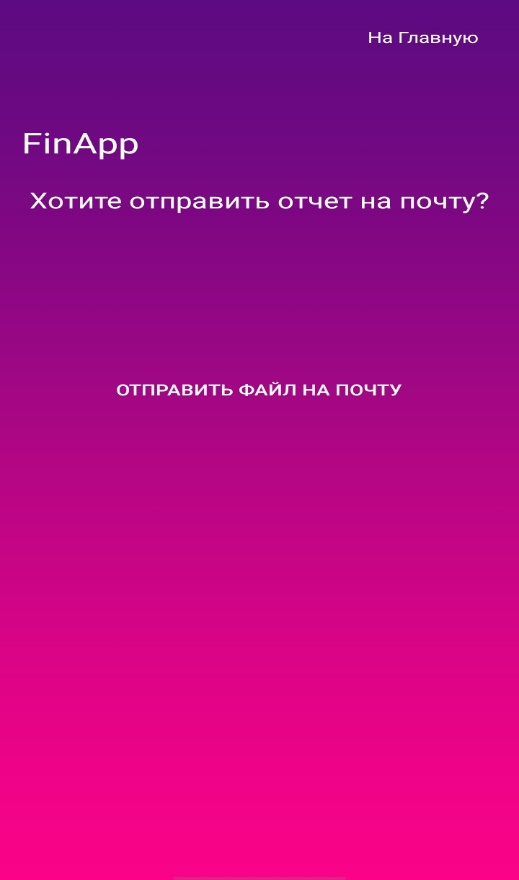 На Главную
FinApp
Хотите отправить отчет на почту?
ОТПРАВИТЬ ФАЙЛ НА ПОЧТУ